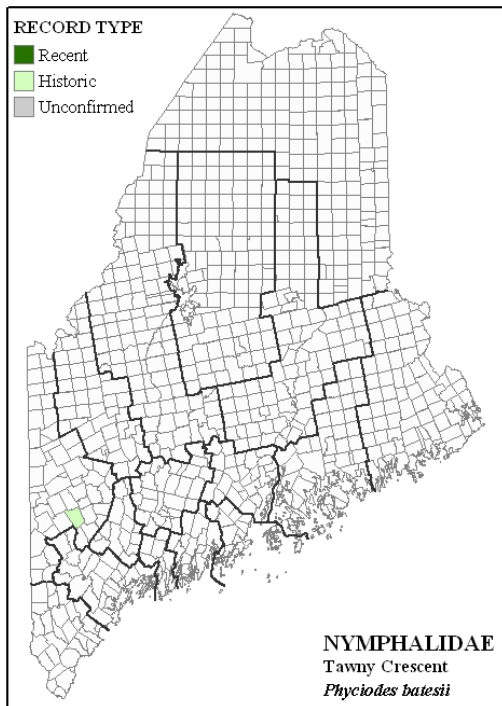 RECORD TYPE
Recent
Historic
Unconfirmed
NYMPHALIDAE
Tawny Crescent
Phyciodes batesii